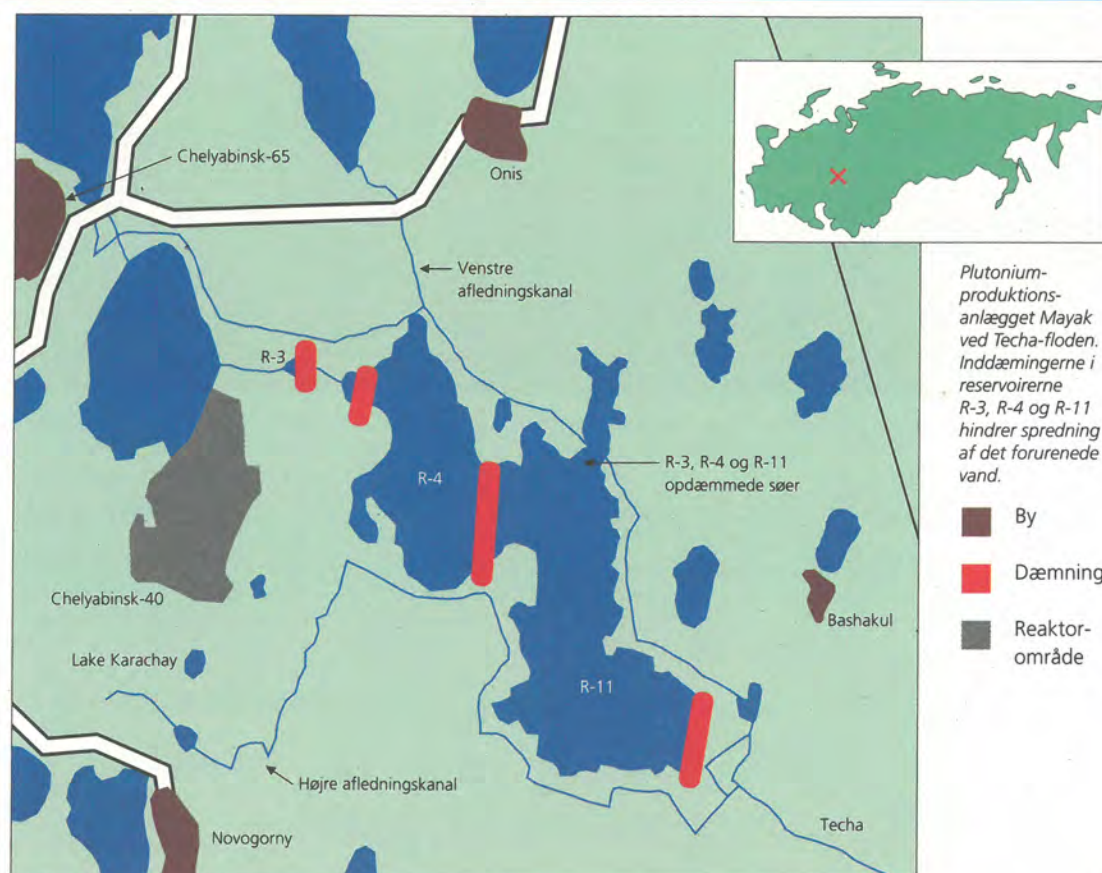 Chelyabinsk-65
Onis
Venstre
afledningskanal
R-3
R-4
R-3, R-4 og R-11
opdæmmede søer
Chelyabinsk-40
Bashakul
Lake Karachay
R-11
Højre afledningskanal
Techa
Novogorny
Plutonium-
produktions-
anlægget Mayak
ved Techa-floden.
Inddæmingerne i
reservoirerne
R-3, R-4 og R-11
hindrer spredning
af det forurenede
vand.
By
Dæmning
Reaktor-
område